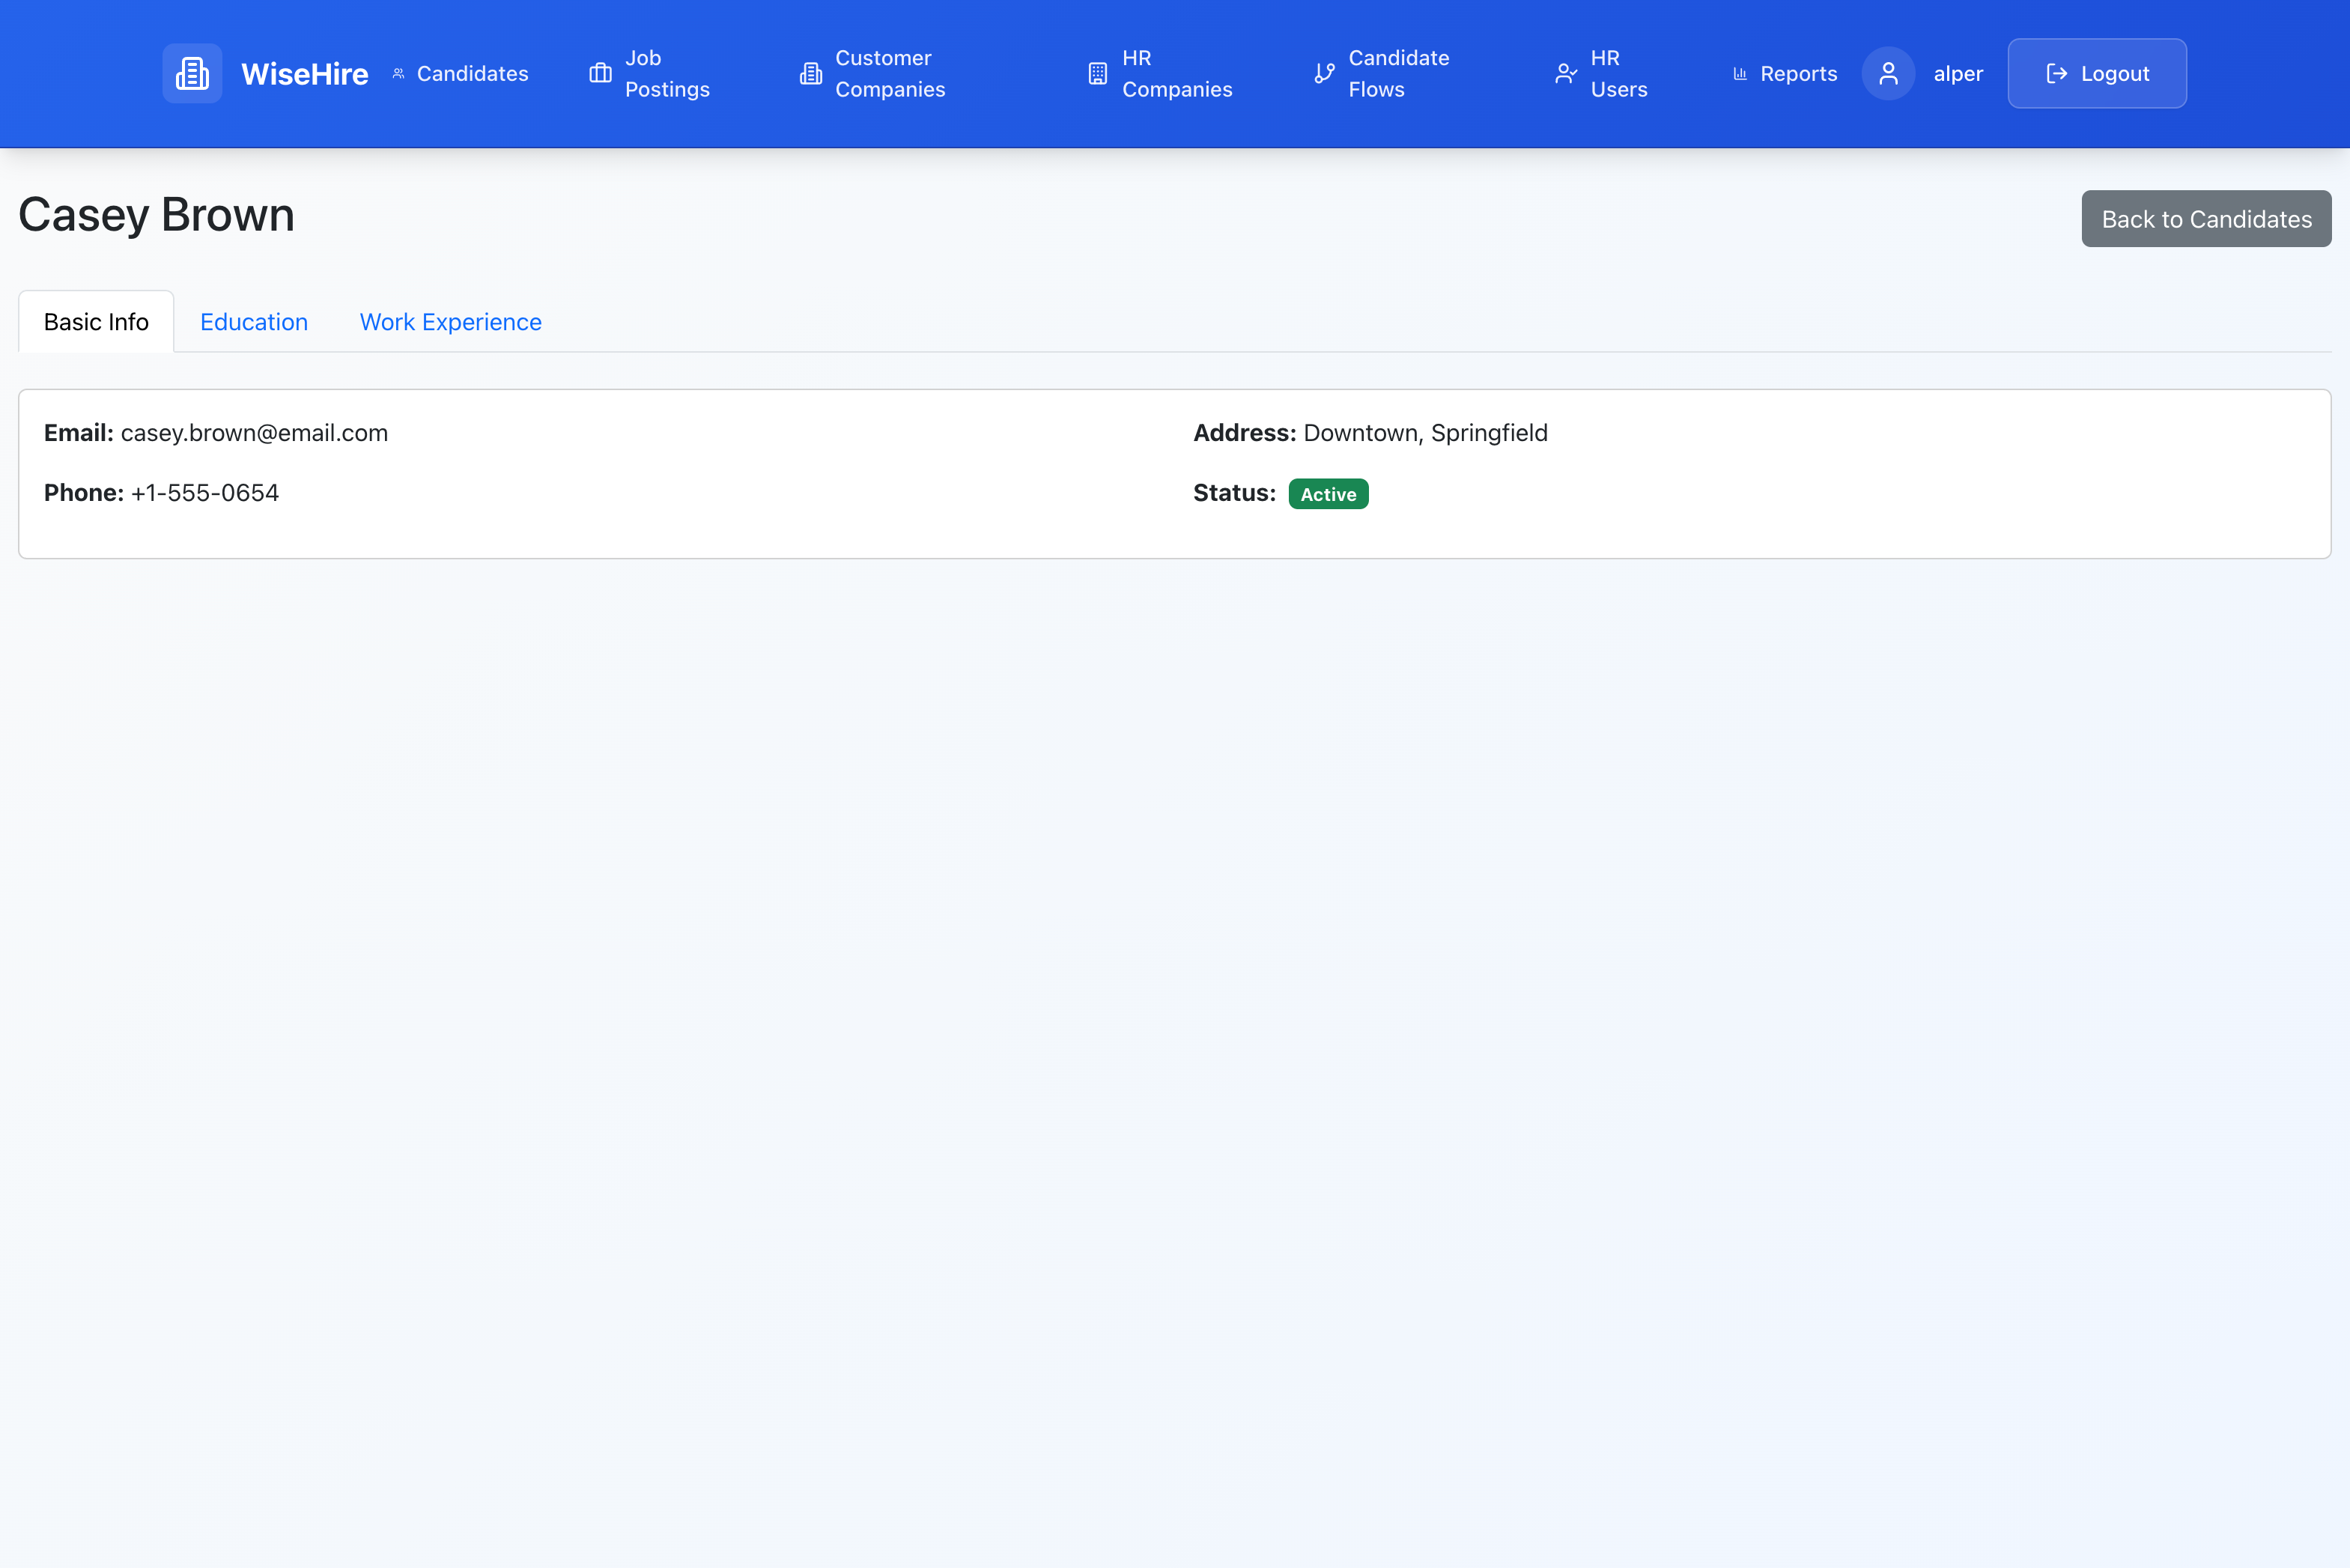 WiseHire
Candidates
Job
Postings
Customer
Companies
HR
Companies
Candidate
Flows
HR
Users
Reports
alper
Logout
Casey Brown
Back to Candidates
Basic Info
Education
Work Experience
Email: casey.brown@email.com
Address: Downtown, Springfield
Phone: +1-555-0654
Status: Active